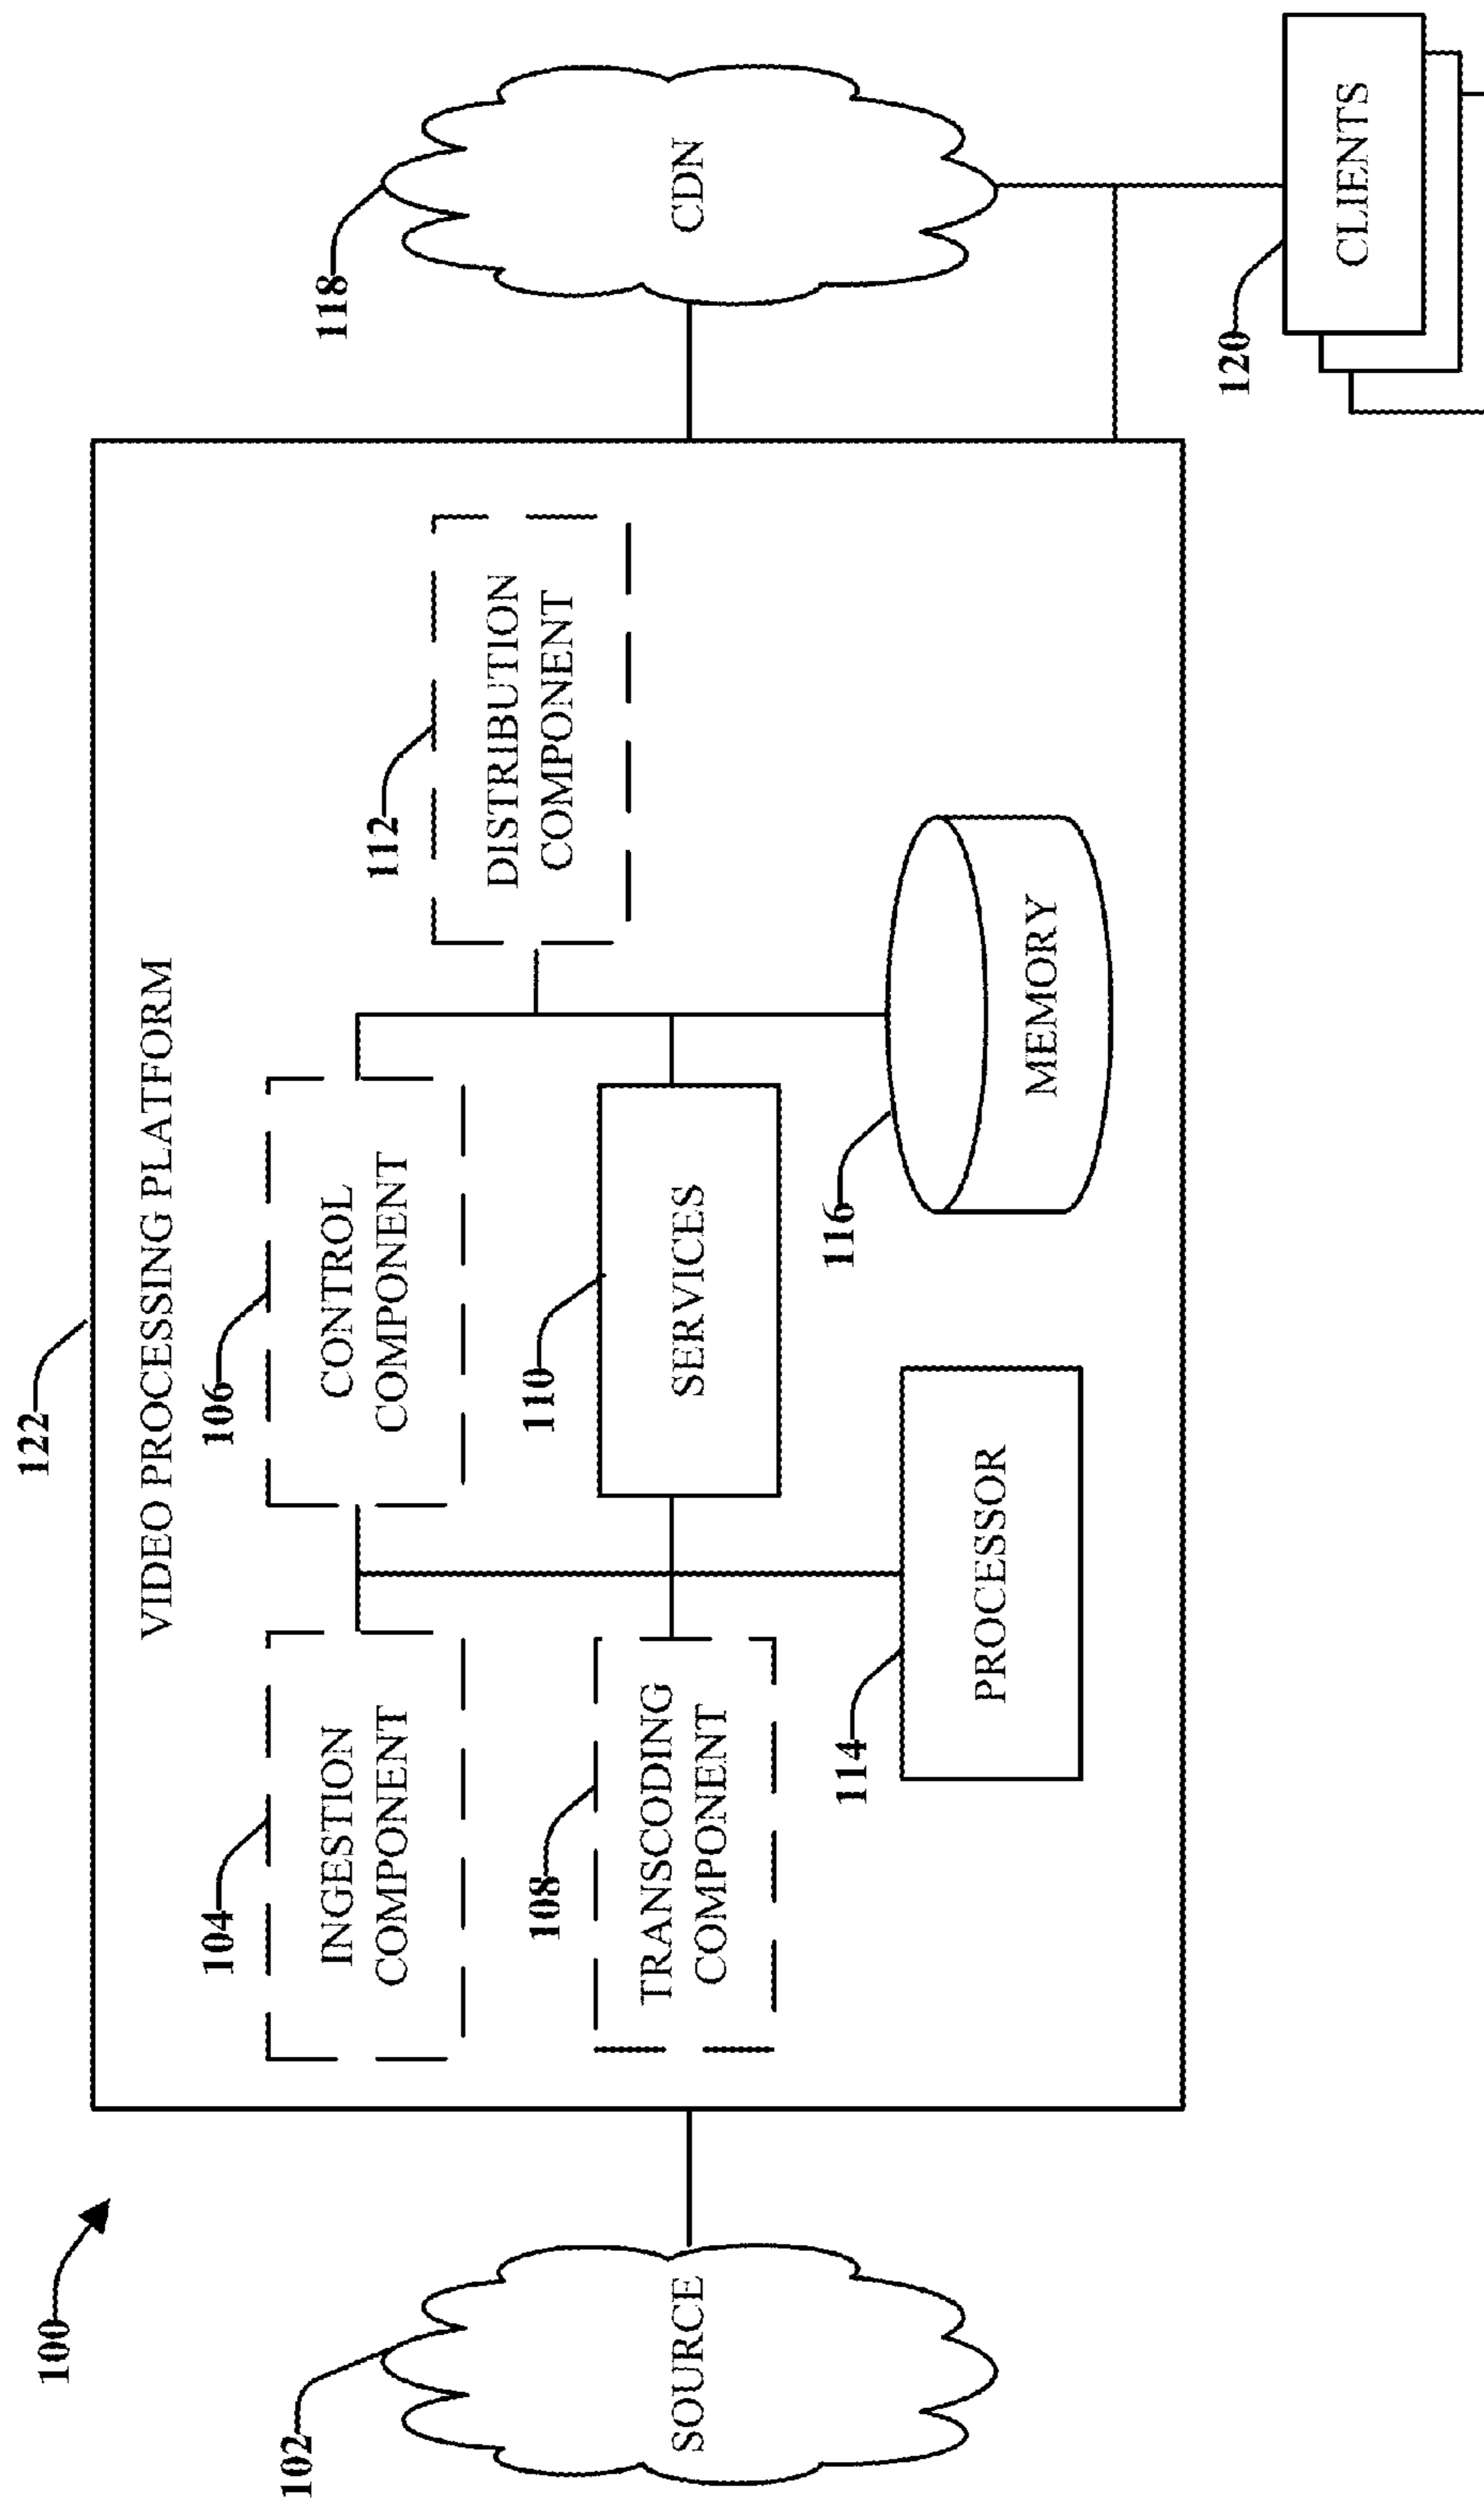 100
122
VIDEO PROCESSING PLATFORM
102
SOURCE
104
INGESTION
COMPONENT
106
CONTROL
COMPONENT
112
DISTRIBUTION
COMPONENT
108
TRANSCODING
COMPONENT
110
SERVICES
114
PROCESSOR
116
MEMORY
118
CDN
120
CLIENTS